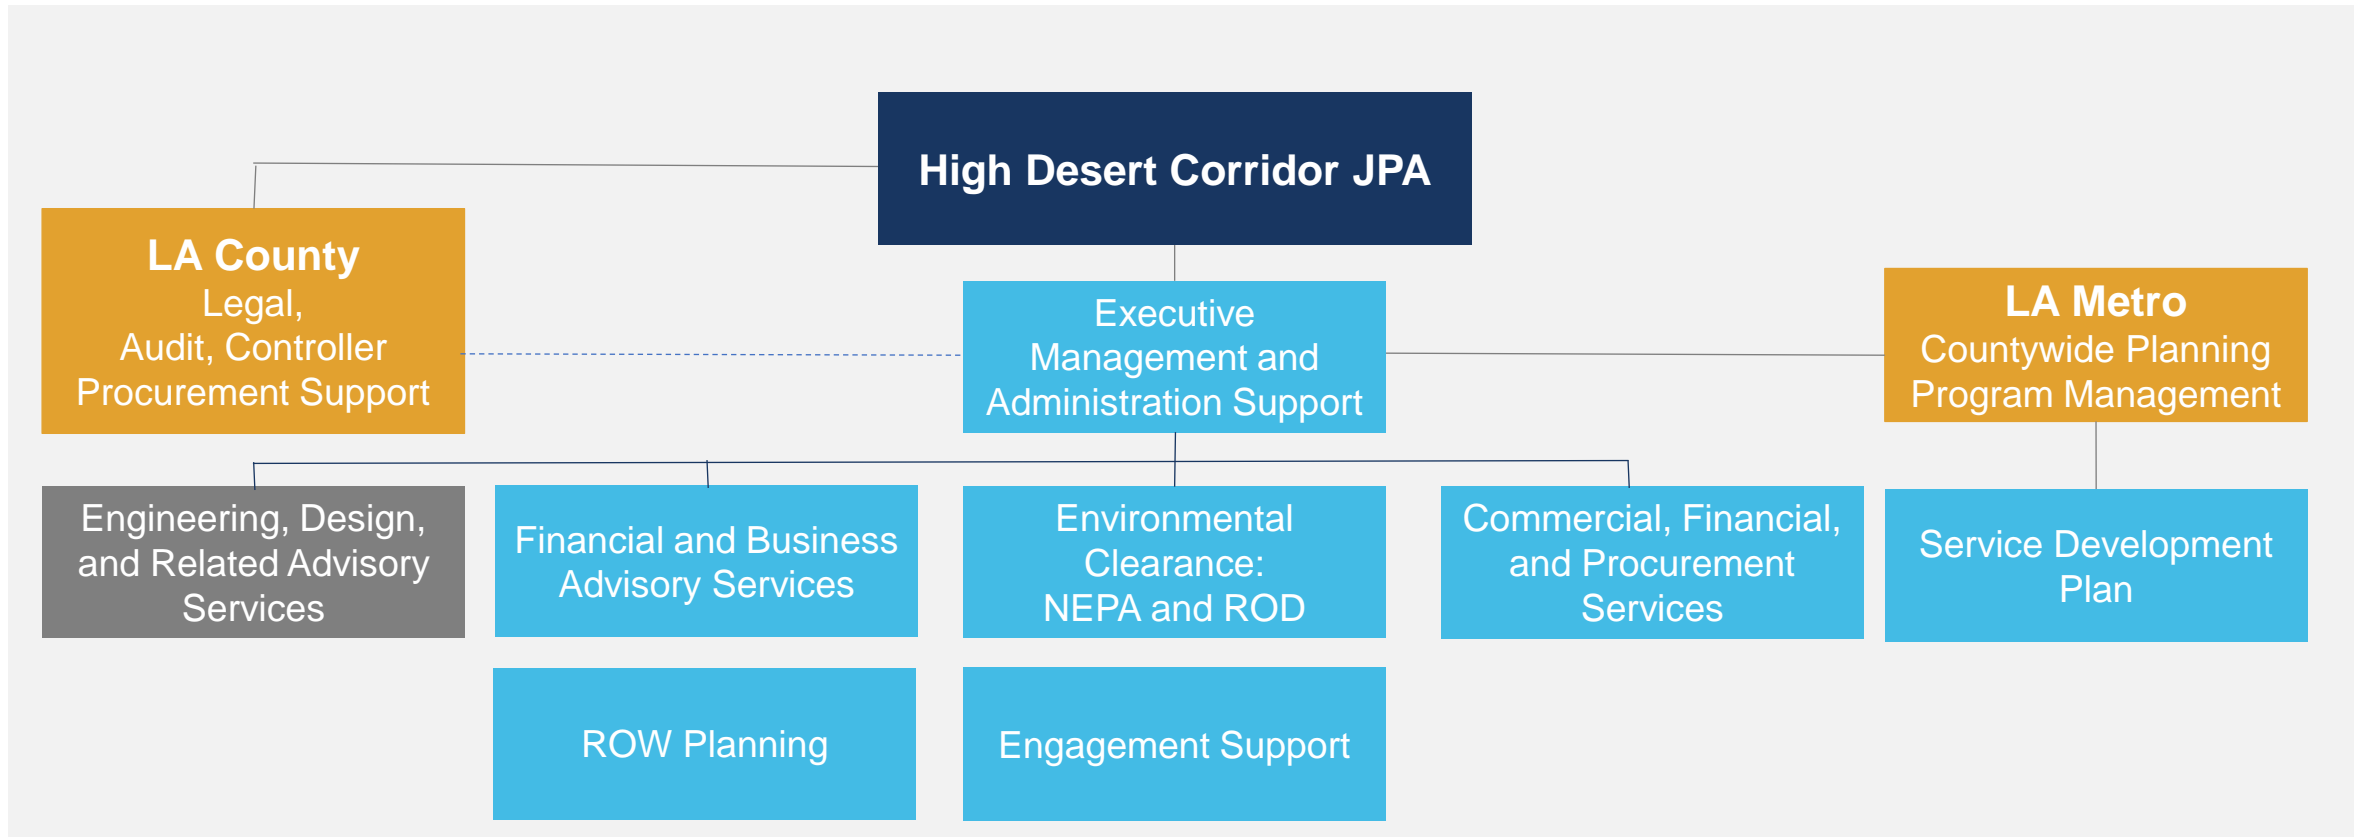 High Desert Corridor JPA
LA County
Legal,
Audit, Controller
Procurement Support
Executive
Management and
Administration Support
LA Metro
Countywide Planning
Program Management
Engineering, Design,
and Related Advisory
Services
Financial and Business
Advisory Services
Environmental
Clearance:
NEPA and ROD
Commercial, Financial,
and Procurement
Services
Service Development
Plan
ROW Planning
Engagement Support